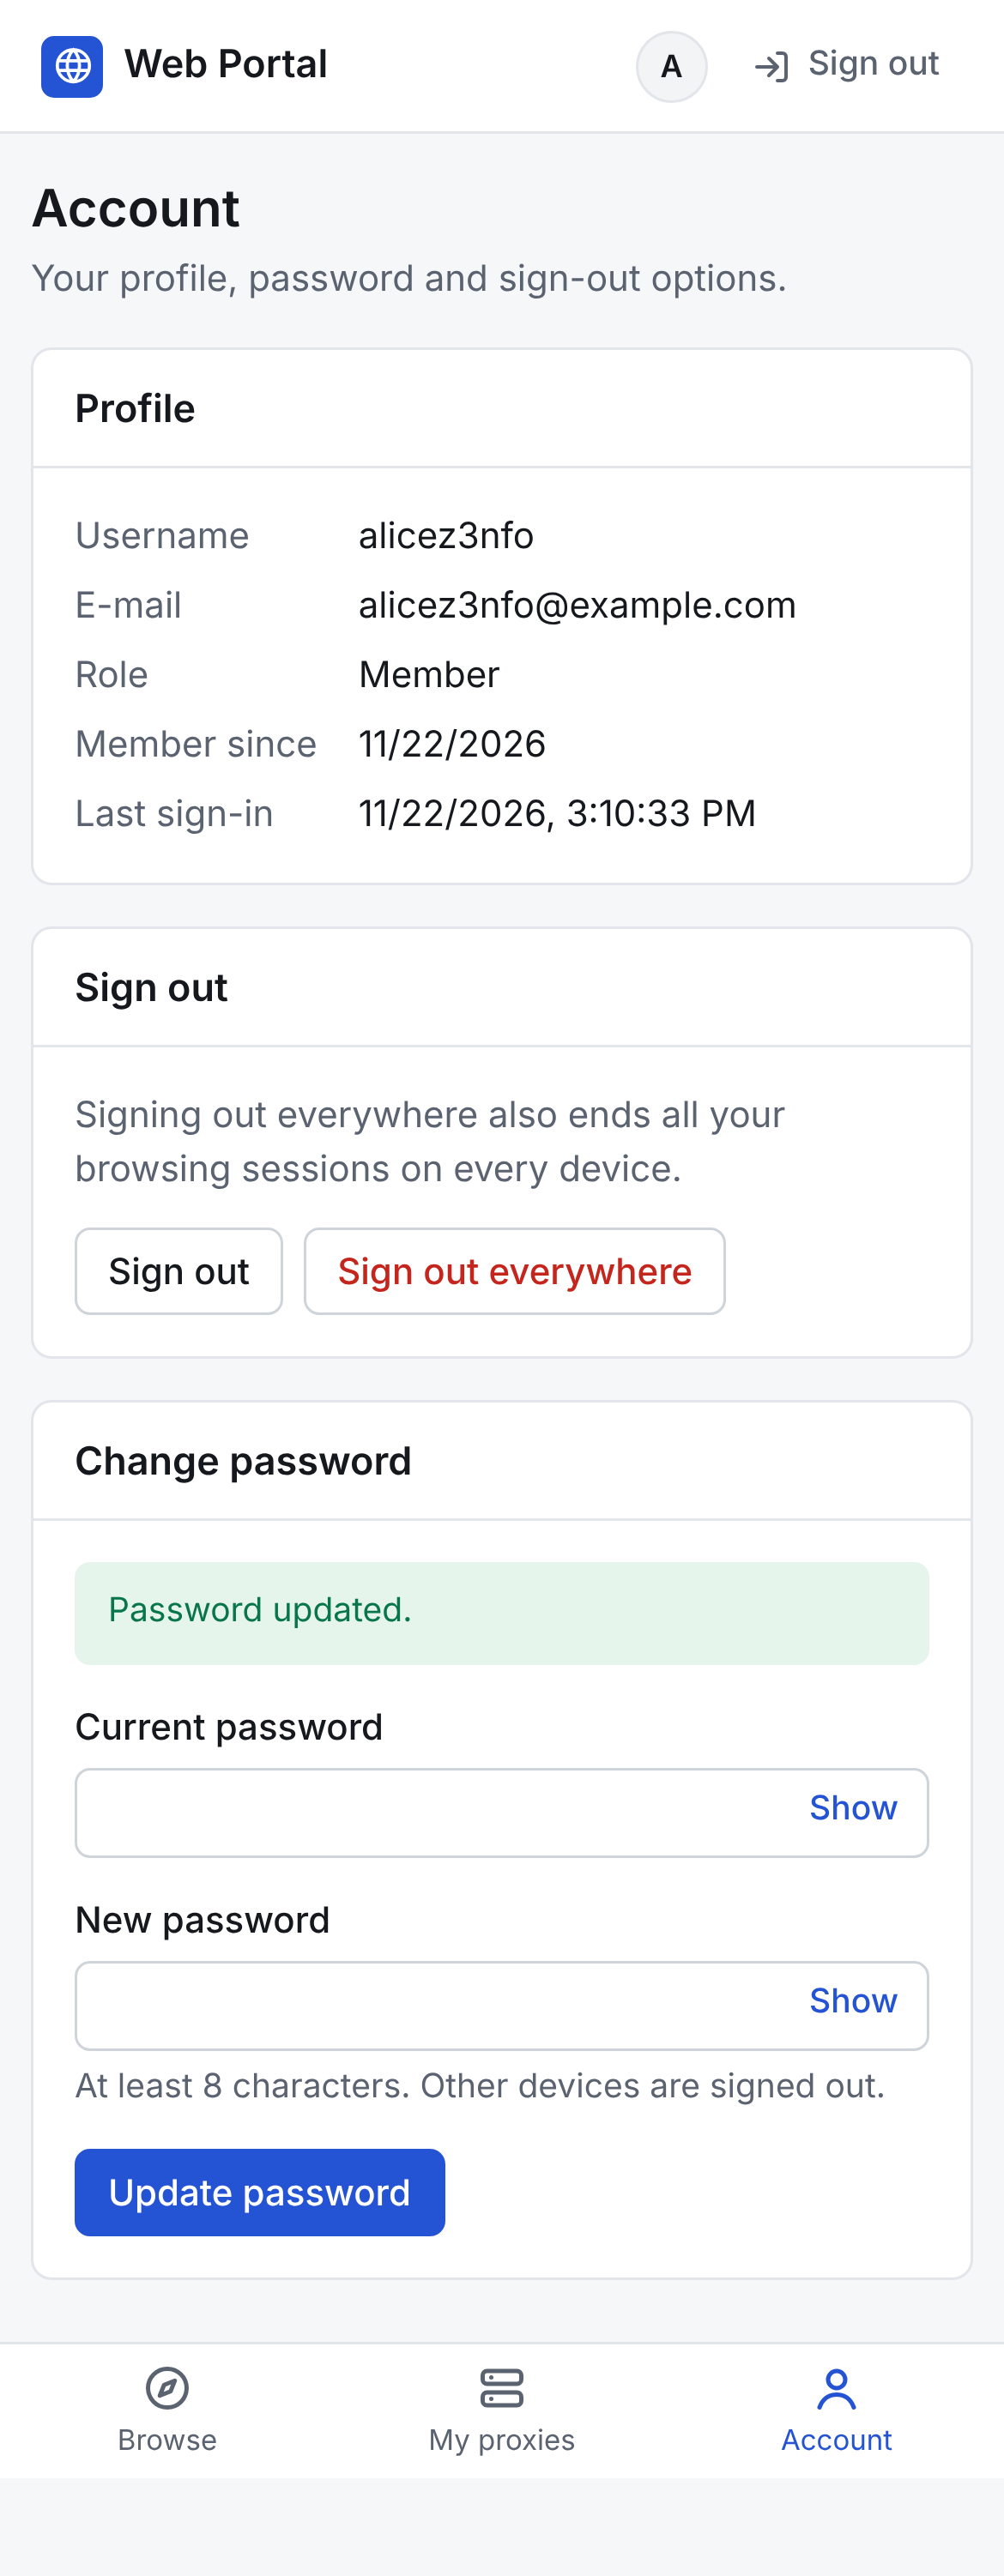 Web Portal
A
Sign out
Account
Your profile, password and sign-out options.
Profile
Username alicez3nfo
E-mail alicez3nfo@example.com
Role Member
Member since 11/22/2026
Last sign-in 11/22/2026, 3:10:33 PM
Sign out
Signing out everywhere also ends all your
browsing sessions on every device.
Sign out Sign out everywhere
Change password
Password updated.
Current password
Show
New password
Show
At least 8 characters. Other devices are signed out.
Update password
Browse My proxies Account